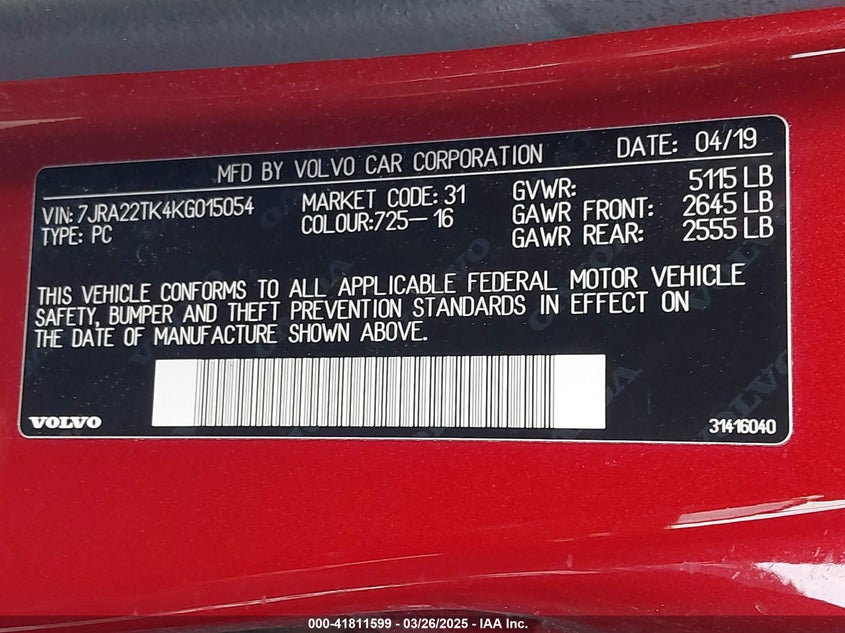 MFD BY VOLVO CAR CORPORATION DATE: 04/19
VIN: 7JRA22TK4KG015054 MARKET CODE: 31 GVWR: 5115 LB
TYPE: PC COLOUR:725-16 GAWR FRONT: 2645 LB
GAWR REAR: 2555 LB
THIS VEHICLE CONFORMS TO ALL APPLICABLE FEDERAL MOTOR VEHICLE
SAFETY, BUMPER AND THEFT PREVENTION STANDARDS IN EFFECT ON
THE DATE OF MANUFACTURE SHOWN ABOVE.
VOLVO 31416040
000-41811599 - 03/26/2025 - IAA Inc.